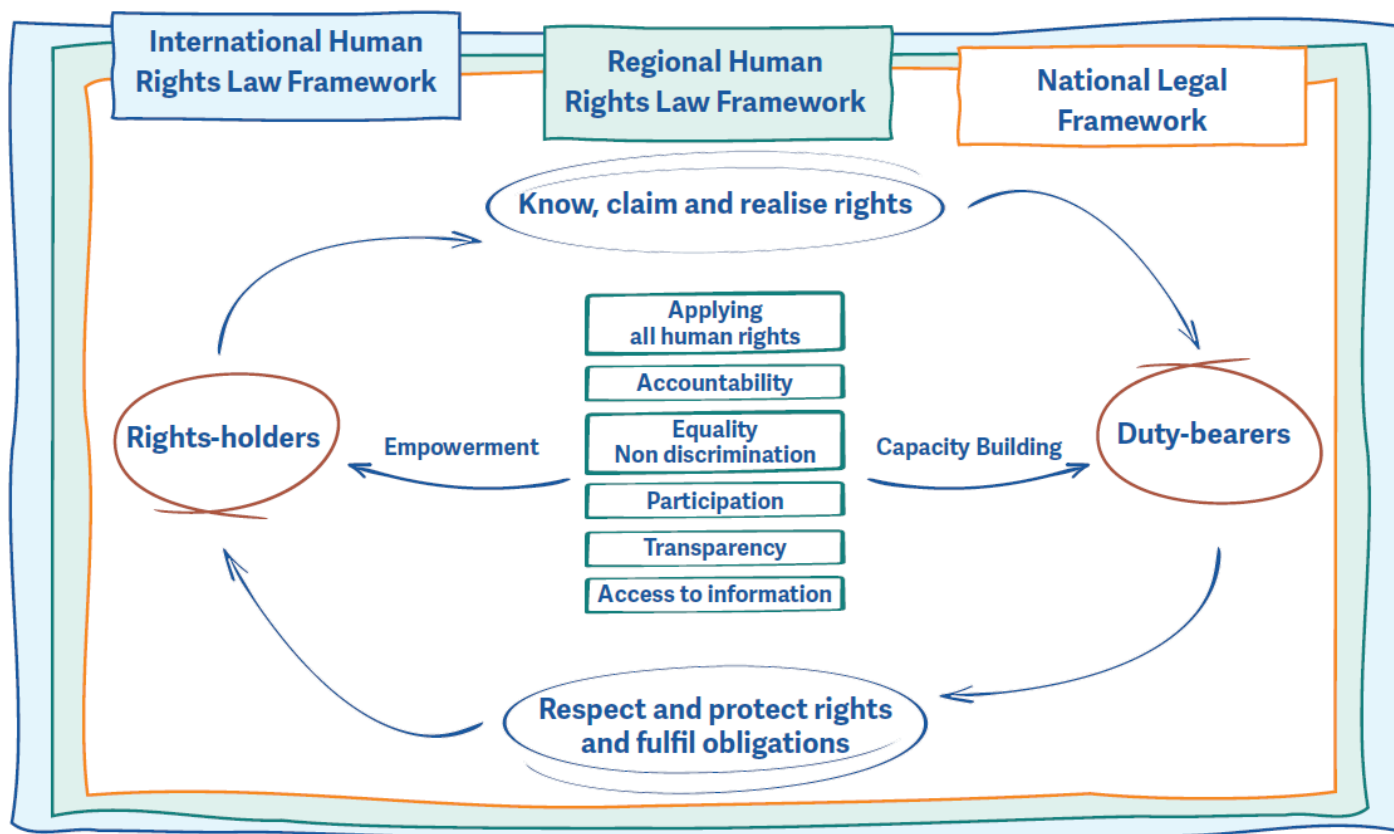 International Human
Rights Law Framework
Regional Human
Rights Law Framework
National Legal
Framework
Know, claim and realise rights
Applying
all human rights
Accountability
Equality
Non discrimination
Participation
Transparency
Access to information
Rights-holders
Empowerment
Capacity Building
Duty-bearers
Respect and protect rights
and fulfil obligations